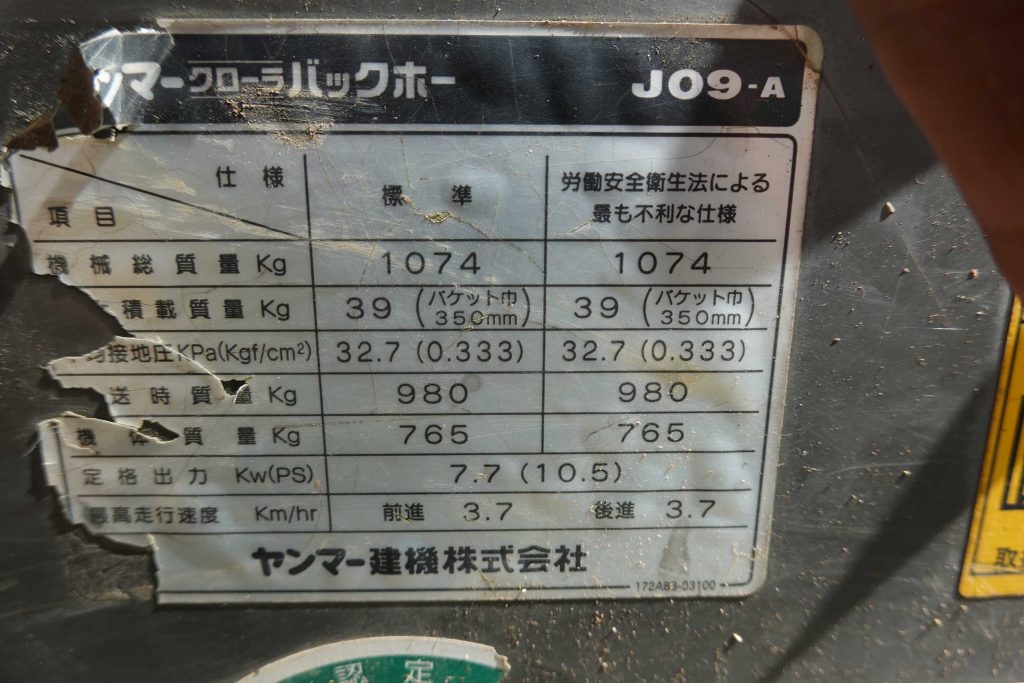 ンマークローラバックホー J09-A
仕様 標準 労働安全衛生法による
項目 最も不利な仕様
機械総質量 Kg 1074 1074
積載質量 Kg 39 (バケット巾 350mm) 39 (バケット巾 350mm)
均接地圧KPa(Kgf/cm²) 32.7 (0.333) 32.7 (0.333)
送時質量 Kg 980 980
機体質量 Kg 765 765
定格出力 Kw(PS) 7.7 (10.5)
最高走行速度 Km/hr 前進 3.7 後進 3.7
ヤンマー建機株式会社
172A83-03100
認定
取